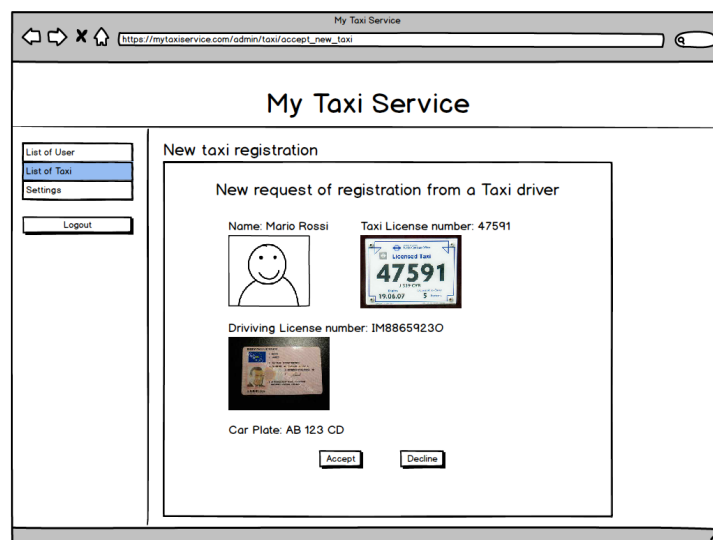 My Taxi Service
https://mytaxiservice.com/admin/taxi/accept_new_taxi
My Taxi Service
List of User
List of Taxi
Settings
Logout
New taxi registration
New request of registration from a Taxi driver
Name: Mario Rossi
Taxi License number: 47591
Licensed Taxi
47591
19.06.07
5
Driviving License number: IM8865923O
Car Plate: AB 123 CD
Accept
Decline